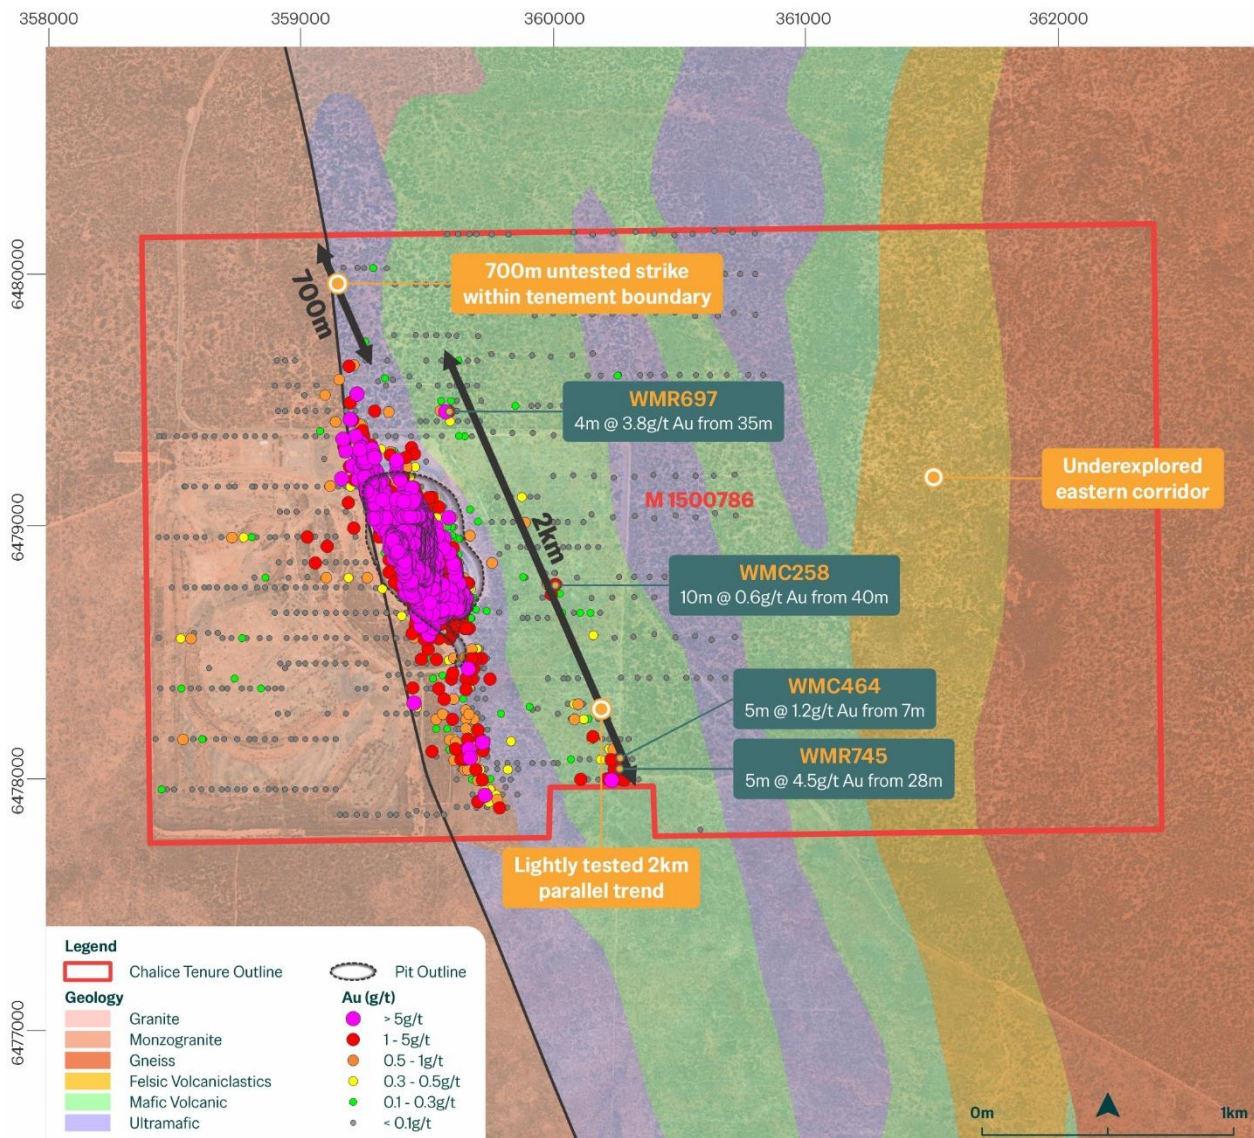 358000
359000
360000
361000
362000
6480000
6479000
6478000
6477000
700m untested strike
within tenement boundary
700m
WMR697
4m @ 3.8g/t Au from 35m
Underexplored
eastern corridor
M 1500786
2km
WMC258
10m @ 0.6g/t Au from 40m
WMC464
5m @ 1.2g/t Au from 7m
WMR745
5m @ 4.5g/t Au from 28m
Lightly tested 2km
parallel trend
Legend
Chalice Tenure Outline
Pit Outline
Geology
Granite
Monzogranite
Gneiss
Felsic Volcaniclastics
Mafic Volcanic
Ultramafic
Au (g/t)
> 5g/t
1 - 5g/t
0.5 - 1g/t
0.3 - 0.5g/t
0.1 - 0.3g/t
< 0.1g/t
0m
1km